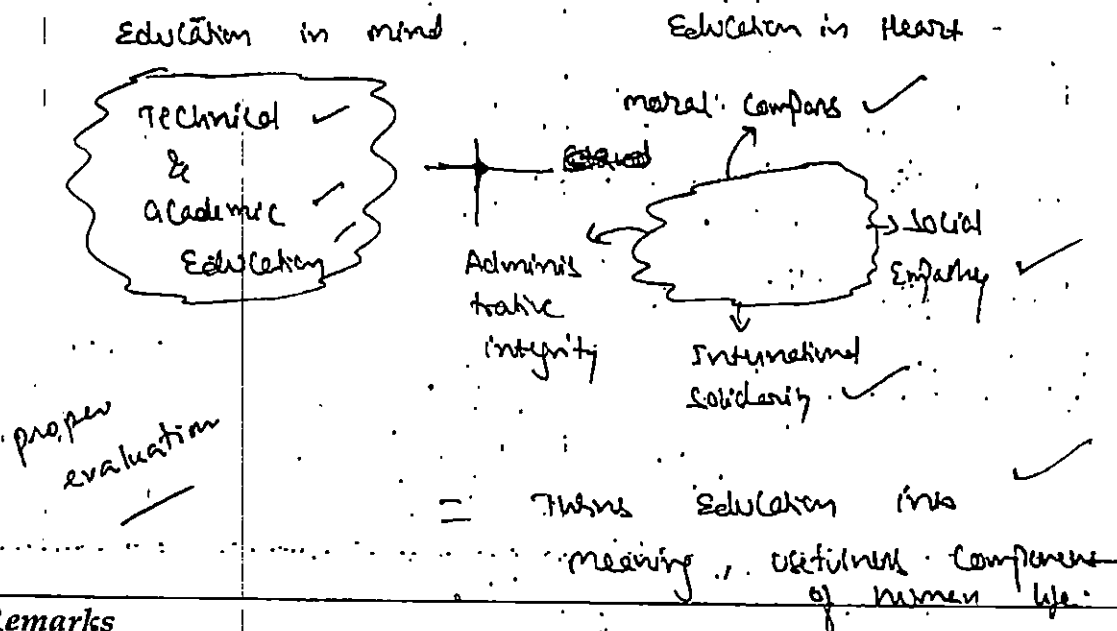 Education in mind.
Education in Heart -
Technical
&
academic
Education
+
moral compass
Social
Empathy
Adminis
trative
integrity
International
Solidarity
proper
evaluation
= Turns Education into
meaning, usefulness Component
of human life.
Remarks